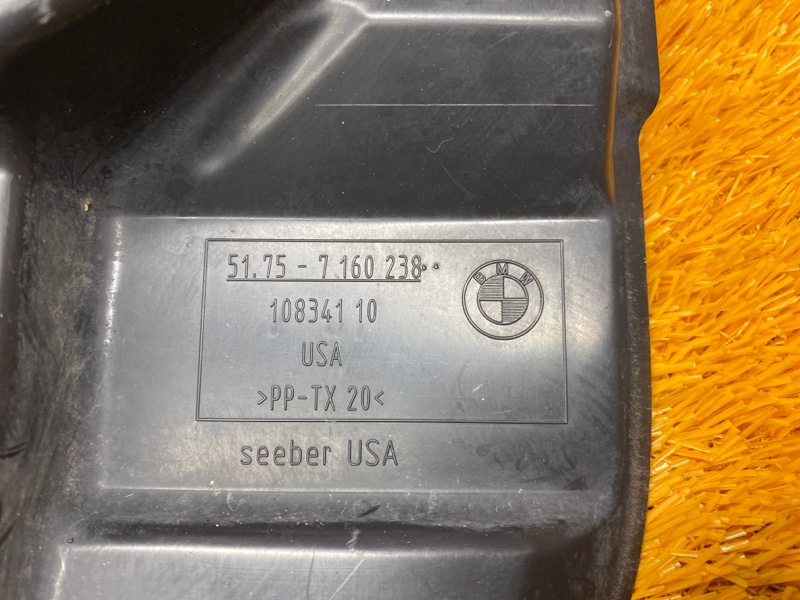 51.75 - 7 160 238··
BMW
108341 10
USA
>PP-TX 20<
seeber USA